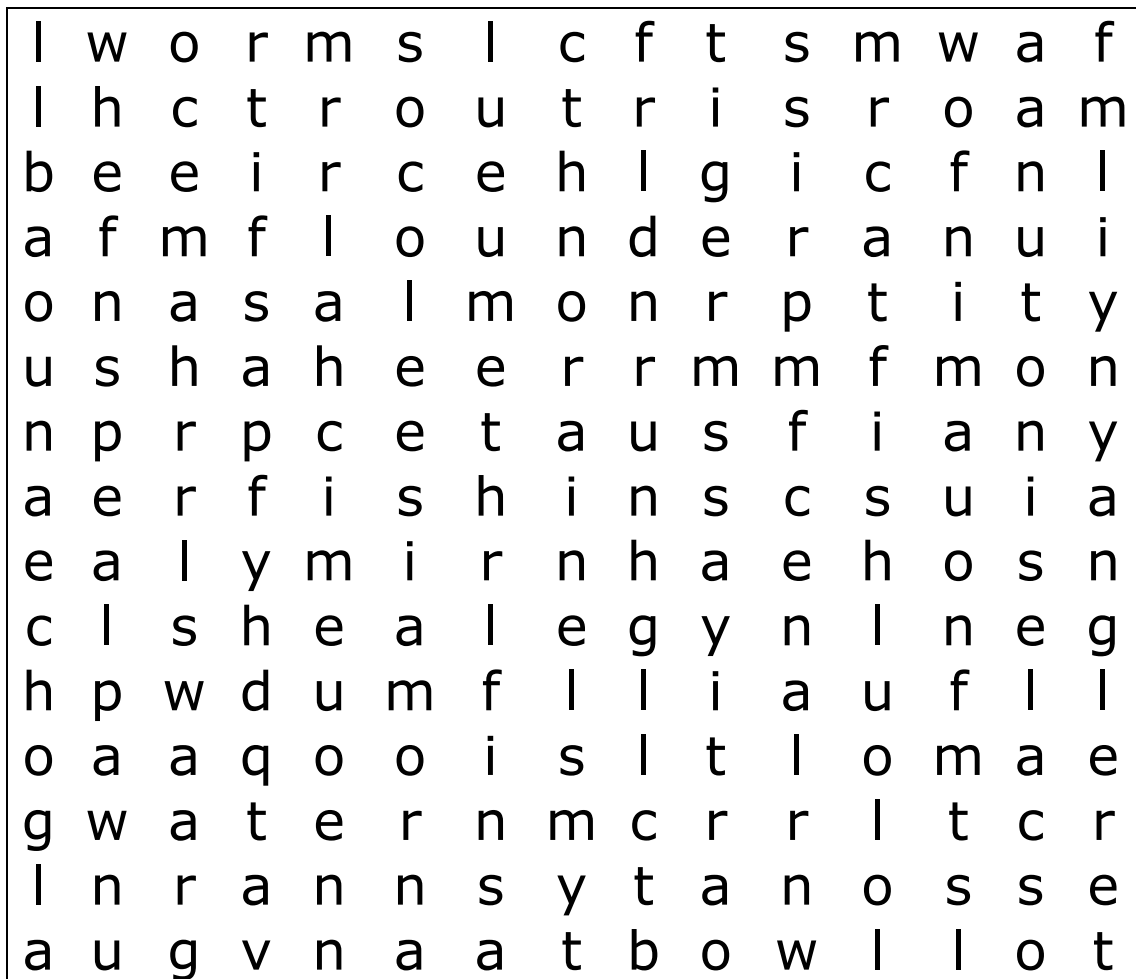 l w o r m s l c f t s m w a f
l h c t r o u t r i s r o a m
b e e i r c e h l g i c f n l
a f m f l o u n d e r a n u i
o n a s a l m o n r p t i t y
u s h a h e e r r m m f m o n
n p r p c e t a u s f i a n y
a e r f i s h i n s c s u i a
e a l y m i r n h a e h o s n
c l s h e a l e g y n l n e g
h p w d u m f l l i a u f l l
o a a q o o i s l t l o m a e
g w a t e r n m c r r l t c r
l n r a n n s y t a n o s s e
a u g v n a a t b o w l l o t